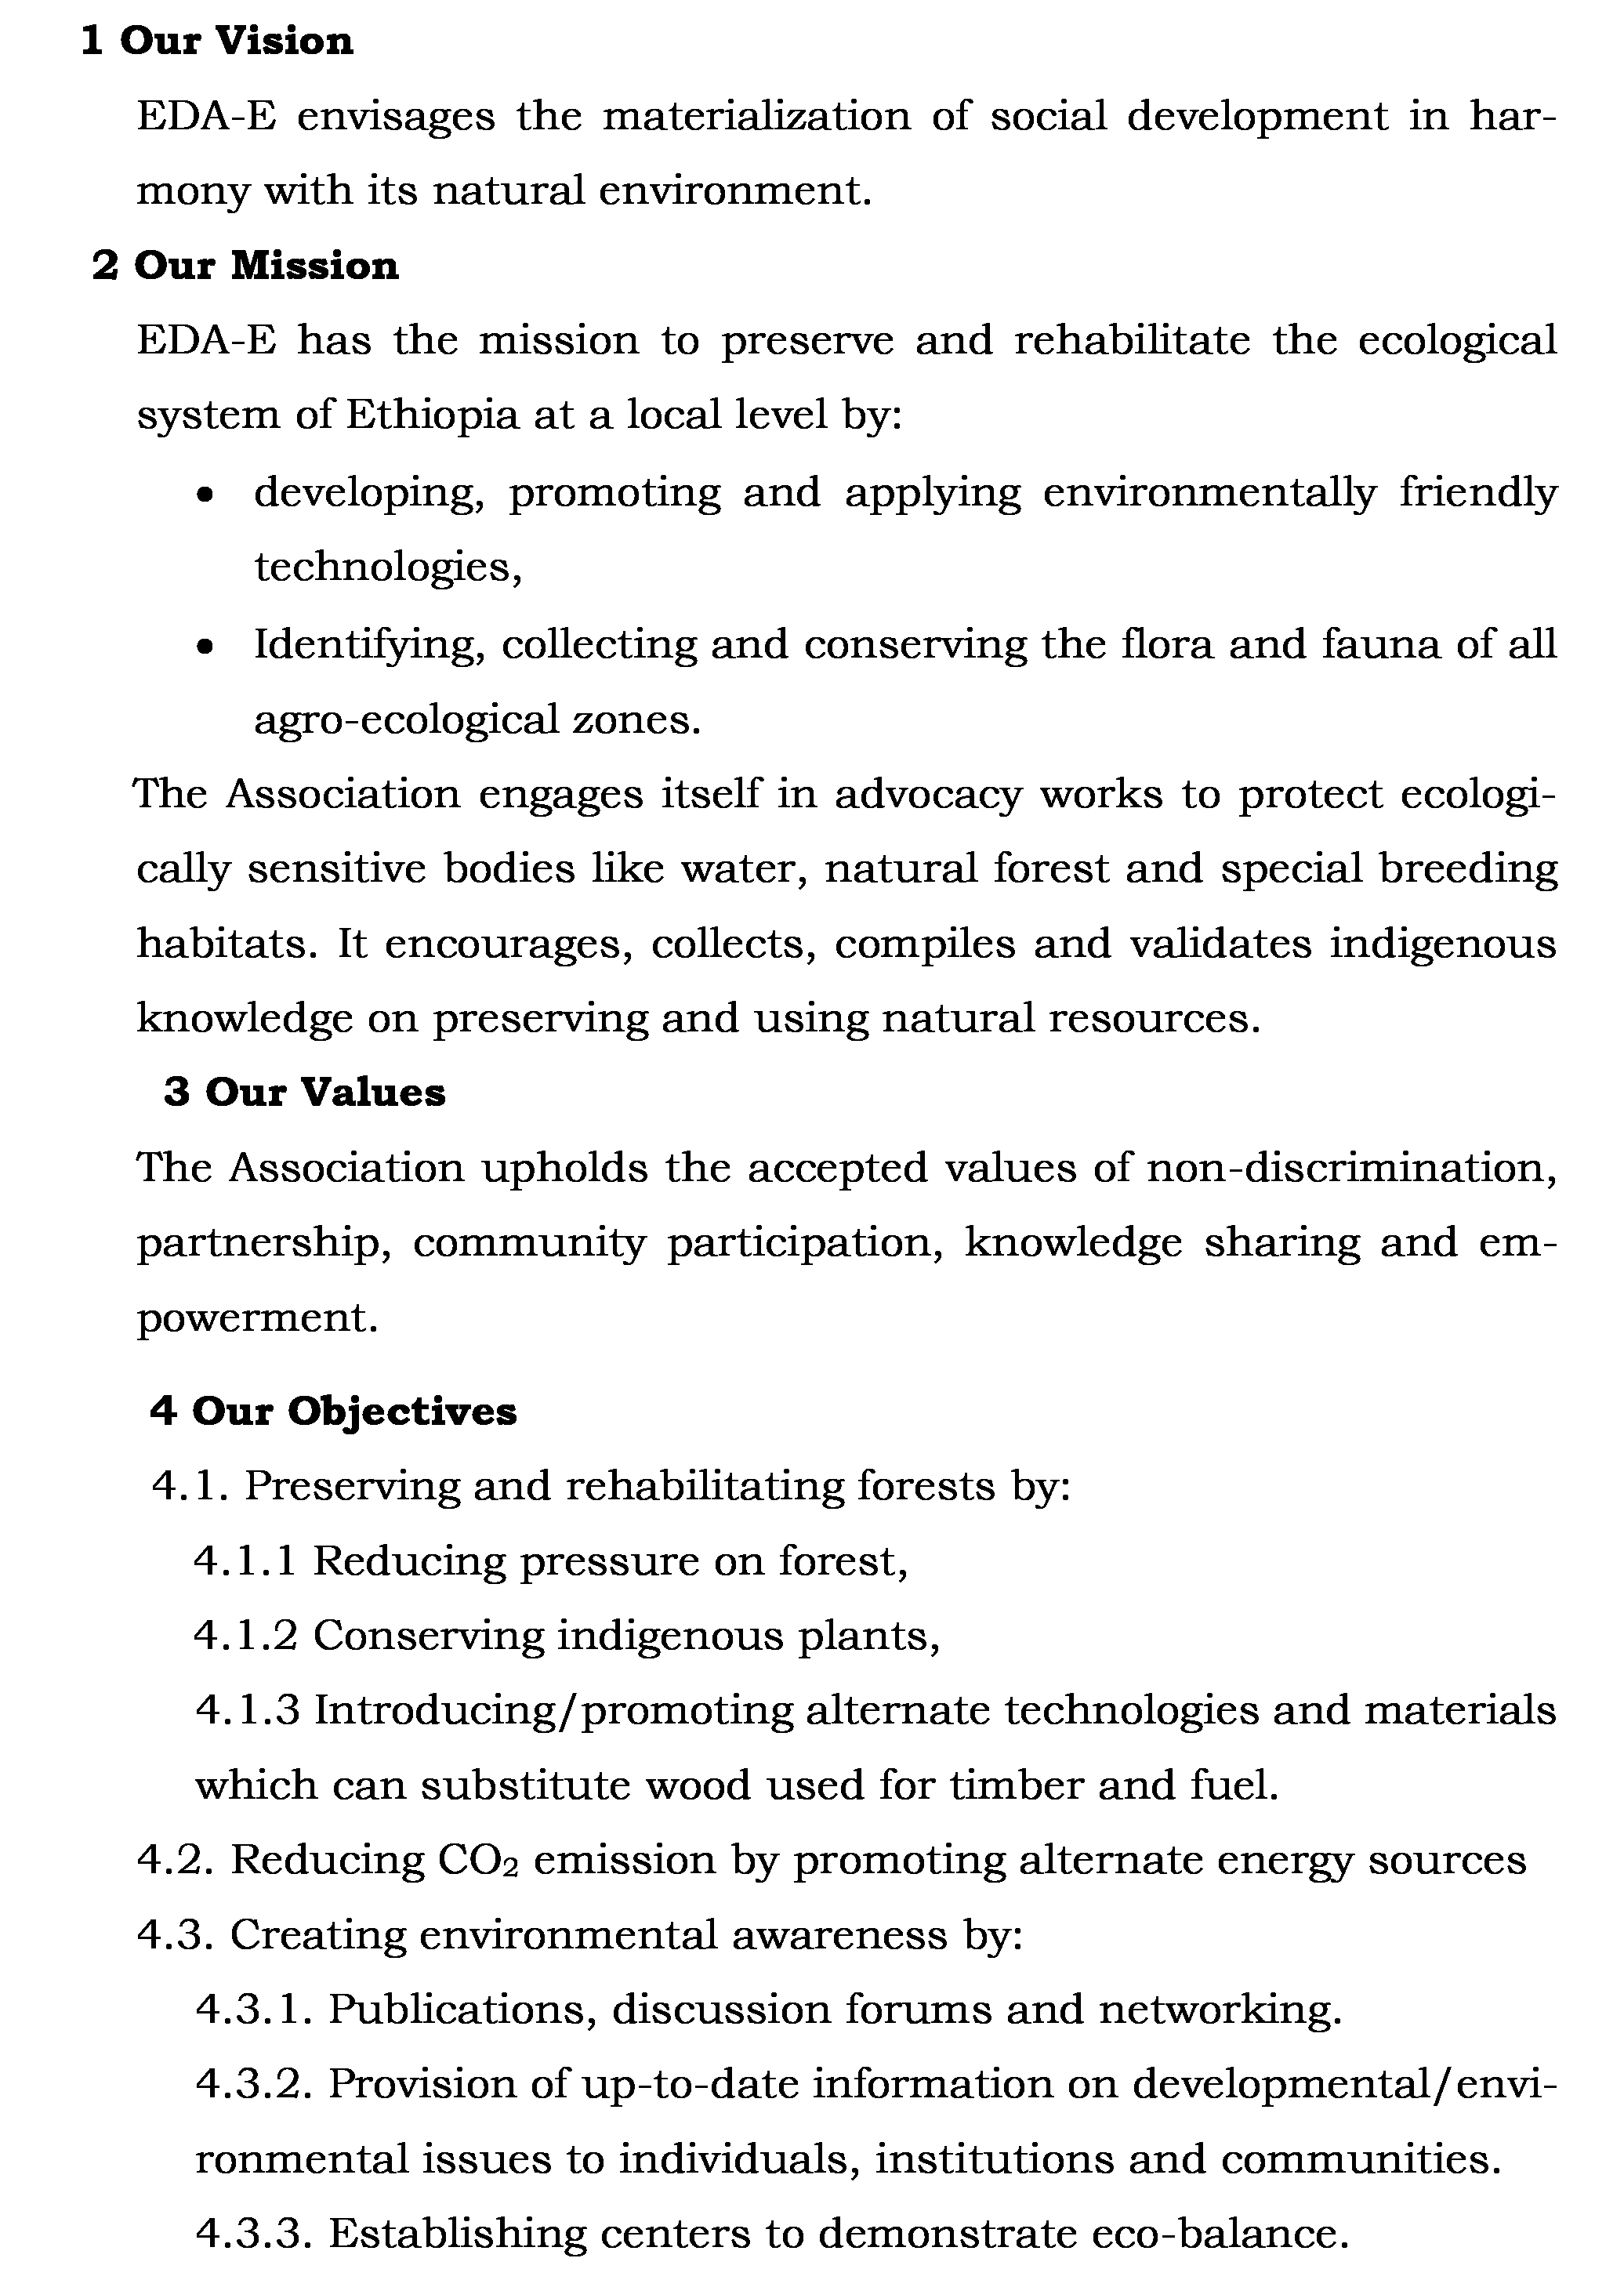 1 Our Vision
EDA-E envisages the materialization of social development in har-
mony with its natural environment.
2 Our Mission
EDA-E has the mission to preserve and rehabilitate the ecological
system of Ethiopia at a local level by:
• developing, promoting and applying environmentally friendly
technologies,
• Identifying, collecting and conserving the flora and fauna of all
agro-ecological zones.
The Association engages itself in advocacy works to protect ecologi-
cally sensitive bodies like water, natural forest and special breeding
habitats. It encourages, collects, compiles and validates indigenous
knowledge on preserving and using natural resources.
3 Our Values
The Association upholds the accepted values of non-discrimination,
partnership, community participation, knowledge sharing and em-
powerment.
4 Our Objectives
4.1. Preserving and rehabilitating forests by:
4.1.1 Reducing pressure on forest,
4.1.2 Conserving indigenous plants,
4.1.3 Introducing/promoting alternate technologies and materials
which can substitute wood used for timber and fuel.
4.2. Reducing CO₂ emission by promoting alternate energy sources
4.3. Creating environmental awareness by:
4.3.1. Publications, discussion forums and networking.
4.3.2. Provision of up-to-date information on developmental/envi-
ronmental issues to individuals, institutions and communities.
4.3.3. Establishing centers to demonstrate eco-balance.